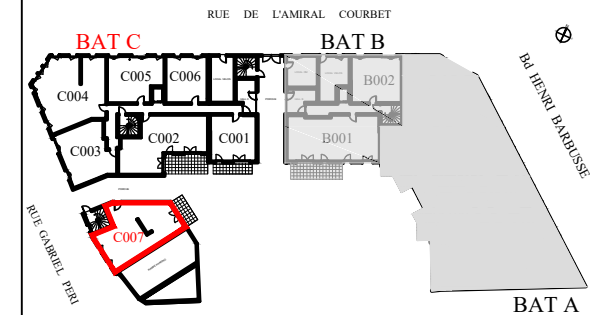 RUE DE L'AMIRAL COURBET
BAT C
BAT B
Bd HENRI BARBUSSE
C005
C006
B002
C004
C002
C001
B001
C003
RUE GABRIEL PERI
C007
BAT A